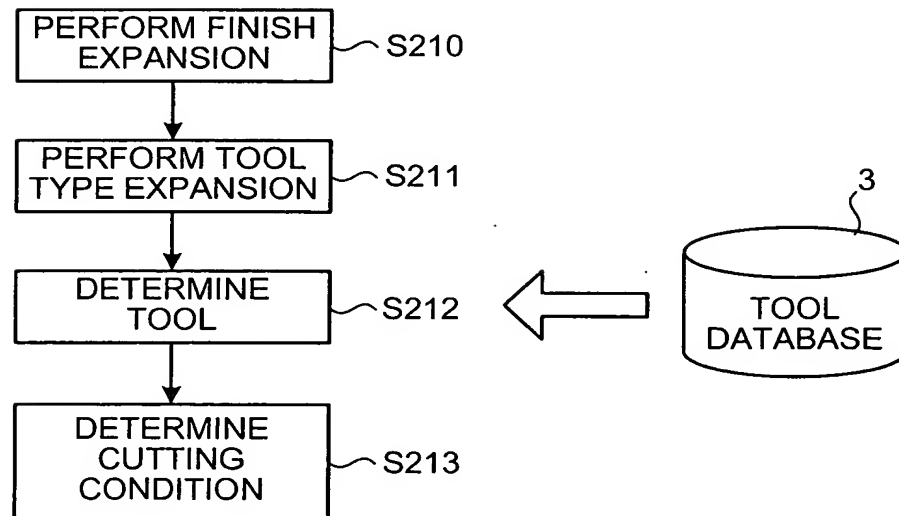 PERFORM FINISH
EXPANSION
S210
PERFORM TOOL
TYPE EXPANSION
S211
DETERMINE
TOOL
S212
DETERMINE
CUTTING
CONDITION
S213
3
TOOL
DATABASE